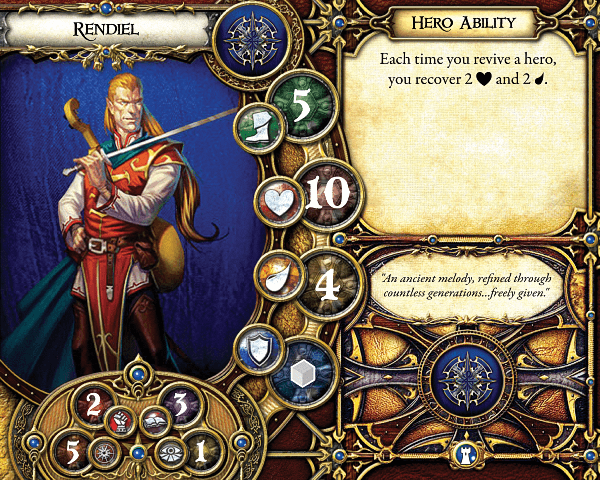 RENDIEL
HERO ABILITY
Each time you revive a hero,
you recover 2 and 2 .
5
10
4
"An ancient melody, refined through
countless generations...freely given."
2
3
5
1